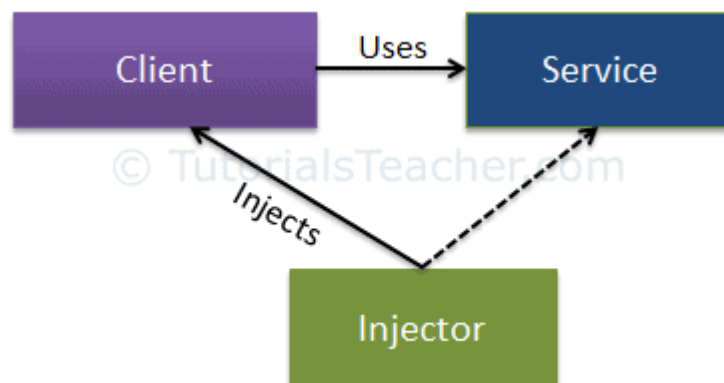 Client
Uses
Service
© TutorialsTeacher.com
Injects
Injector